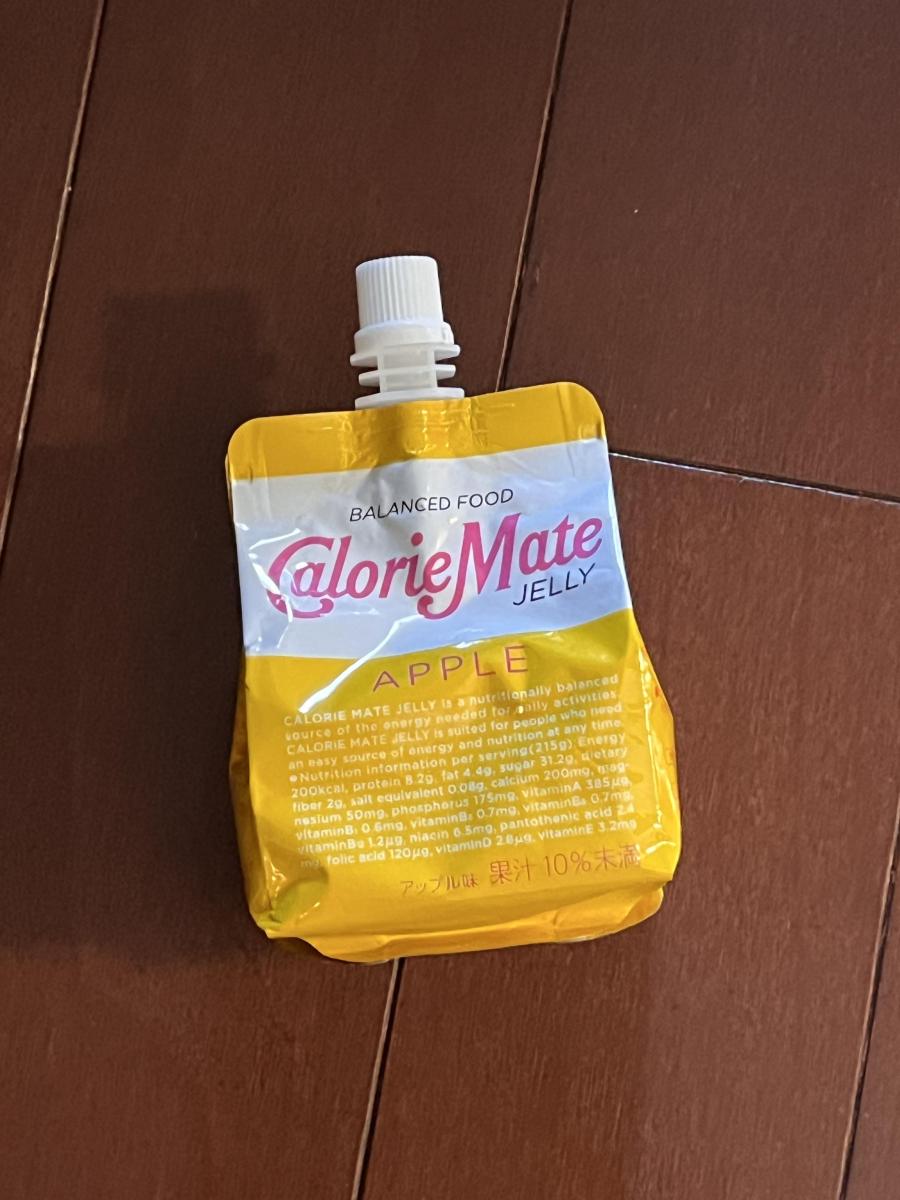 BALANCED FOOD
CalorieMate
JELLY
APPLE
CALORIE MATE JELLY is a nutritionally balanced
source of the energy needed for daily activities
CALORIE MATE JELLY is suited for people who need
an easy source of energy and nutrition at any time.
●Nutrition information per serving(215g) Energy
200kcal, protein 8.2g, fat 4.4g, sugar 31.2g, dietary
fiber 2g, salt equivalent 0.08g, calcium 200mg, mag-
nesium 50mg, phosphorus 175mg, vitaminA 385μg,
vitaminB₁ 0.6mg, vitaminB₂ 0.7mg, vitaminB₆ 0.7mg,
vitaminB₁₂ 1.2μg, niacin 6.5mg, pantothenic acid 2.4
mg, folic acid 120μg, vitaminD 2.8μg, vitaminE 3.2mg
アップル味 果汁10%未満